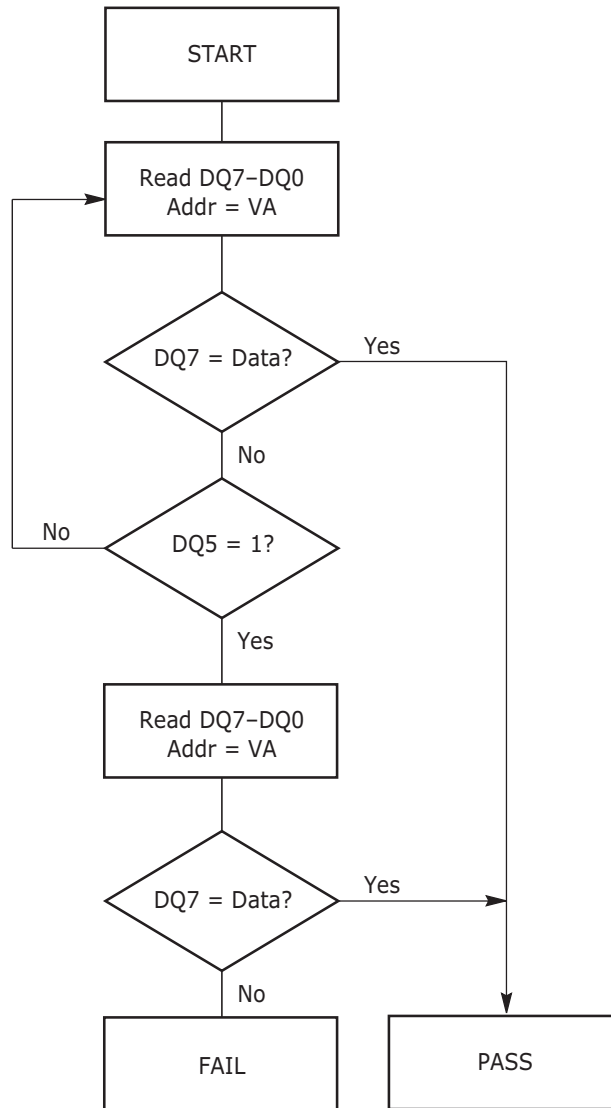 START
Read DQ7–DQ0
Addr = VA
DQ7 = Data?
Yes
No
No
DQ5 = 1?
Yes
Read DQ7–DQ0
Addr = VA
DQ7 = Data?
Yes
No
FAIL
PASS